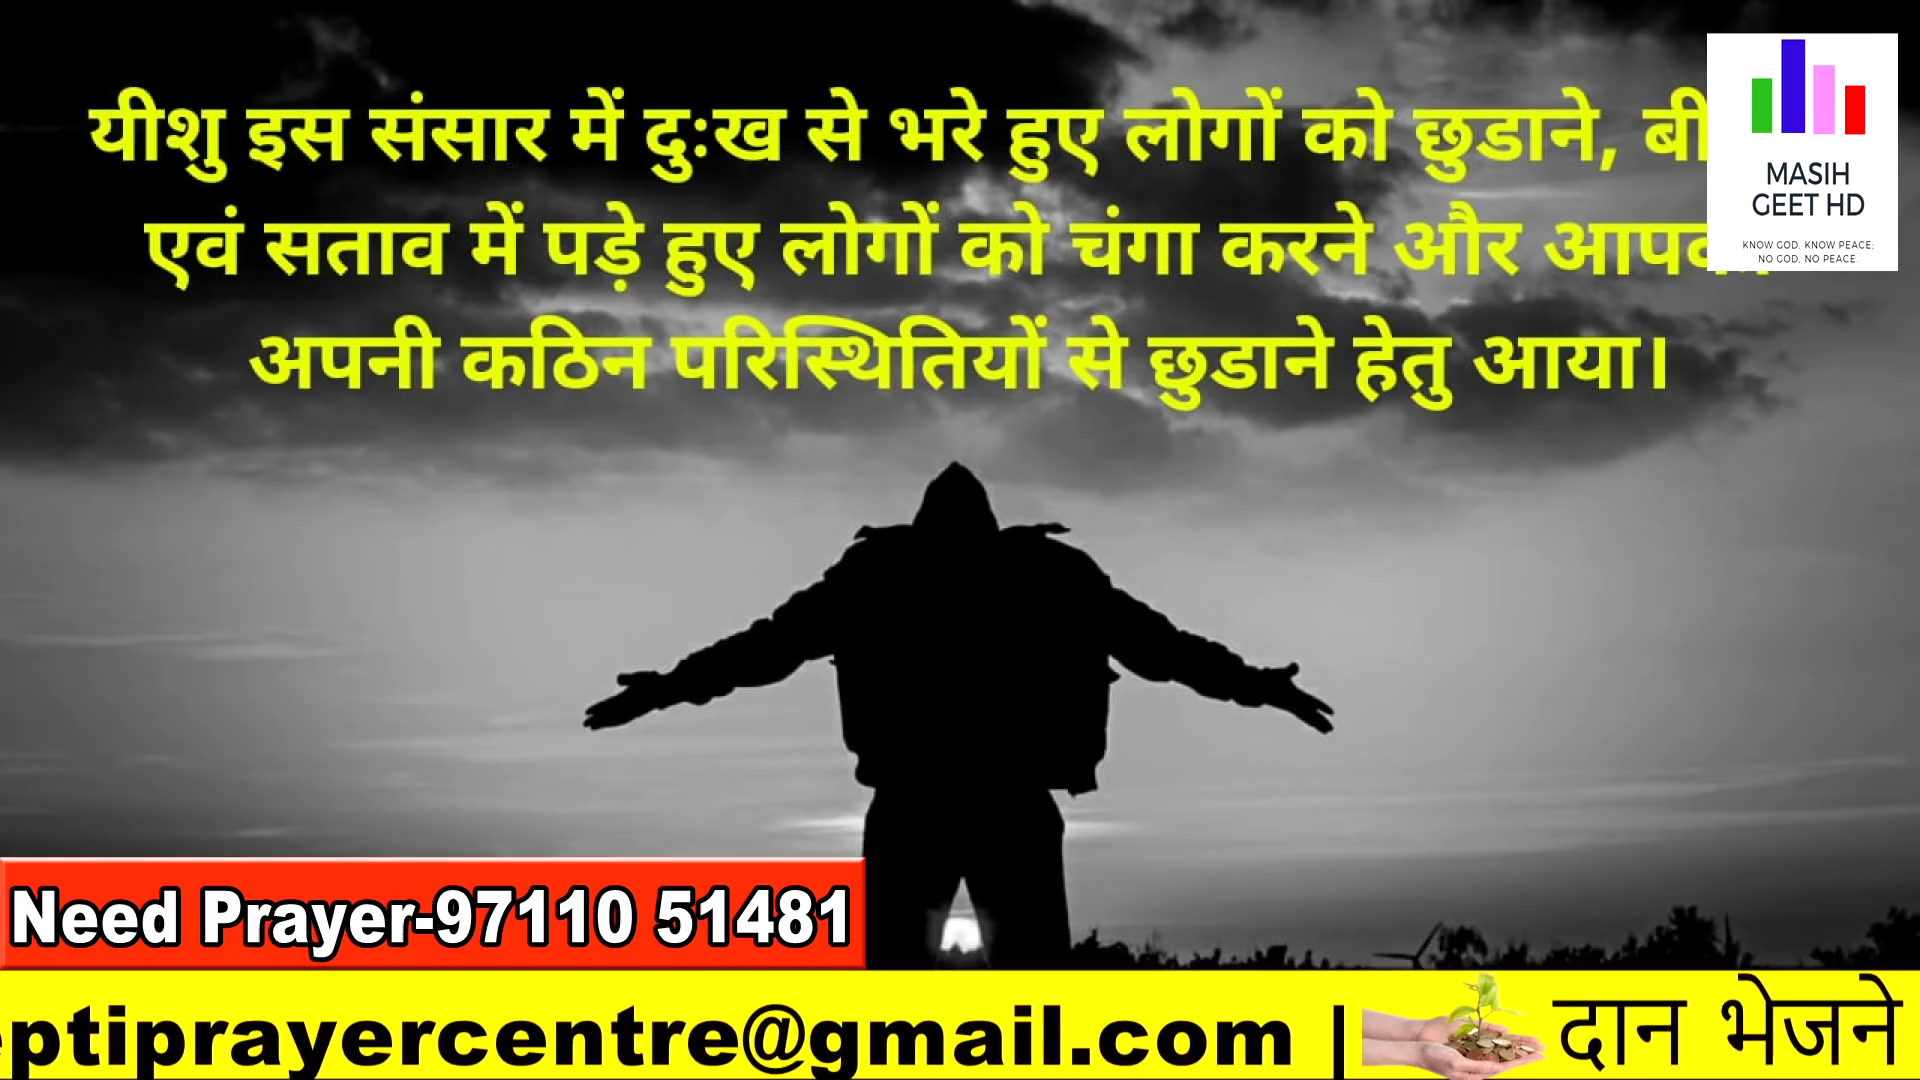 यीशु इस संसार में दुःख से भरे हुए लोगों को छुडाने,
एवं सताव में पड़े हुए लोगों को चंगा करने और
अपनी कठिन परिस्थितियों से छुडाने हेतु आया।
MASIH
GEET HD
KNOW GOD, KNOW PEACE;
NO GOD, NO PEACE.
Need Prayer-97110 51481
ptiprayercentre@gmail.com |
दान भेजने